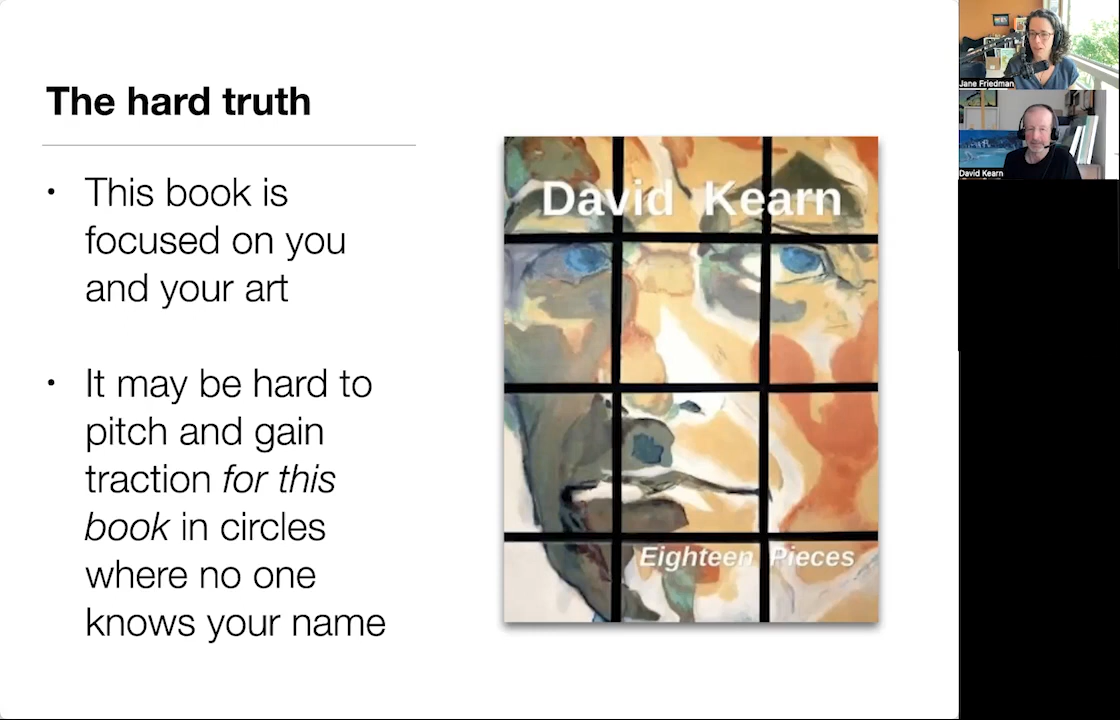 The hard truth
• This book is
focused on you
and your art
• It may be hard to
pitch and gain
traction for this
book in circles
where no one
knows your name
David Kearn
Eighteen Pieces
Jane Friedman
David Kearn